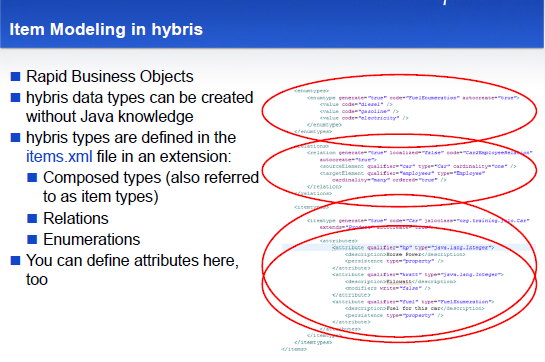 Item Modeling in hybris
Rapid Business Objects
hybris data types can be created
without Java knowledge
hybris types are defined in the
items.xml file in an extension:
Composed types (also referred
to as item types)
Relations
Enumerations
You can define attributes here,
too
<enumtypes>
<enumtype generate="true" code="FuelEnumeration" autocreate="true">
<value code="diesel" />
<value code="gasoline" />
<value code="electricity" />
</enumtype>
</enumtypes>
<relations>
<relation generate="true" localized="false" code="Car2EmployeeRelation"
autocreate="true">
<sourceElement qualifier="car" type="Car" cardinality="one" />
<targetElement qualifier="employees" type="Employee"
cardinality="many" ordered="true" />
</relation>
</relations>
<itemtypes>
<itemtype generate="true" code="Car" jaloclass="org.training.jalo.Car"
extends="Product" autocreate="true">
<attributes>
<attribute qualifier="hp" type="java.lang.Integer">
<description>Horse Power</description>
<persistence type="property" />
</attribute>
<attribute qualifier="kwatt" type="java.lang.Integer">
<description>Kilowatt</description>
<modifiers write="false" />
</attribute>
<attribute qualifier="fuel" type="FuelEnumeration">
<description>Fuel for this car</description>
<persistence type="property" />
</attribute>
</attributes>
</itemtype>
</itemtypes>
</items>